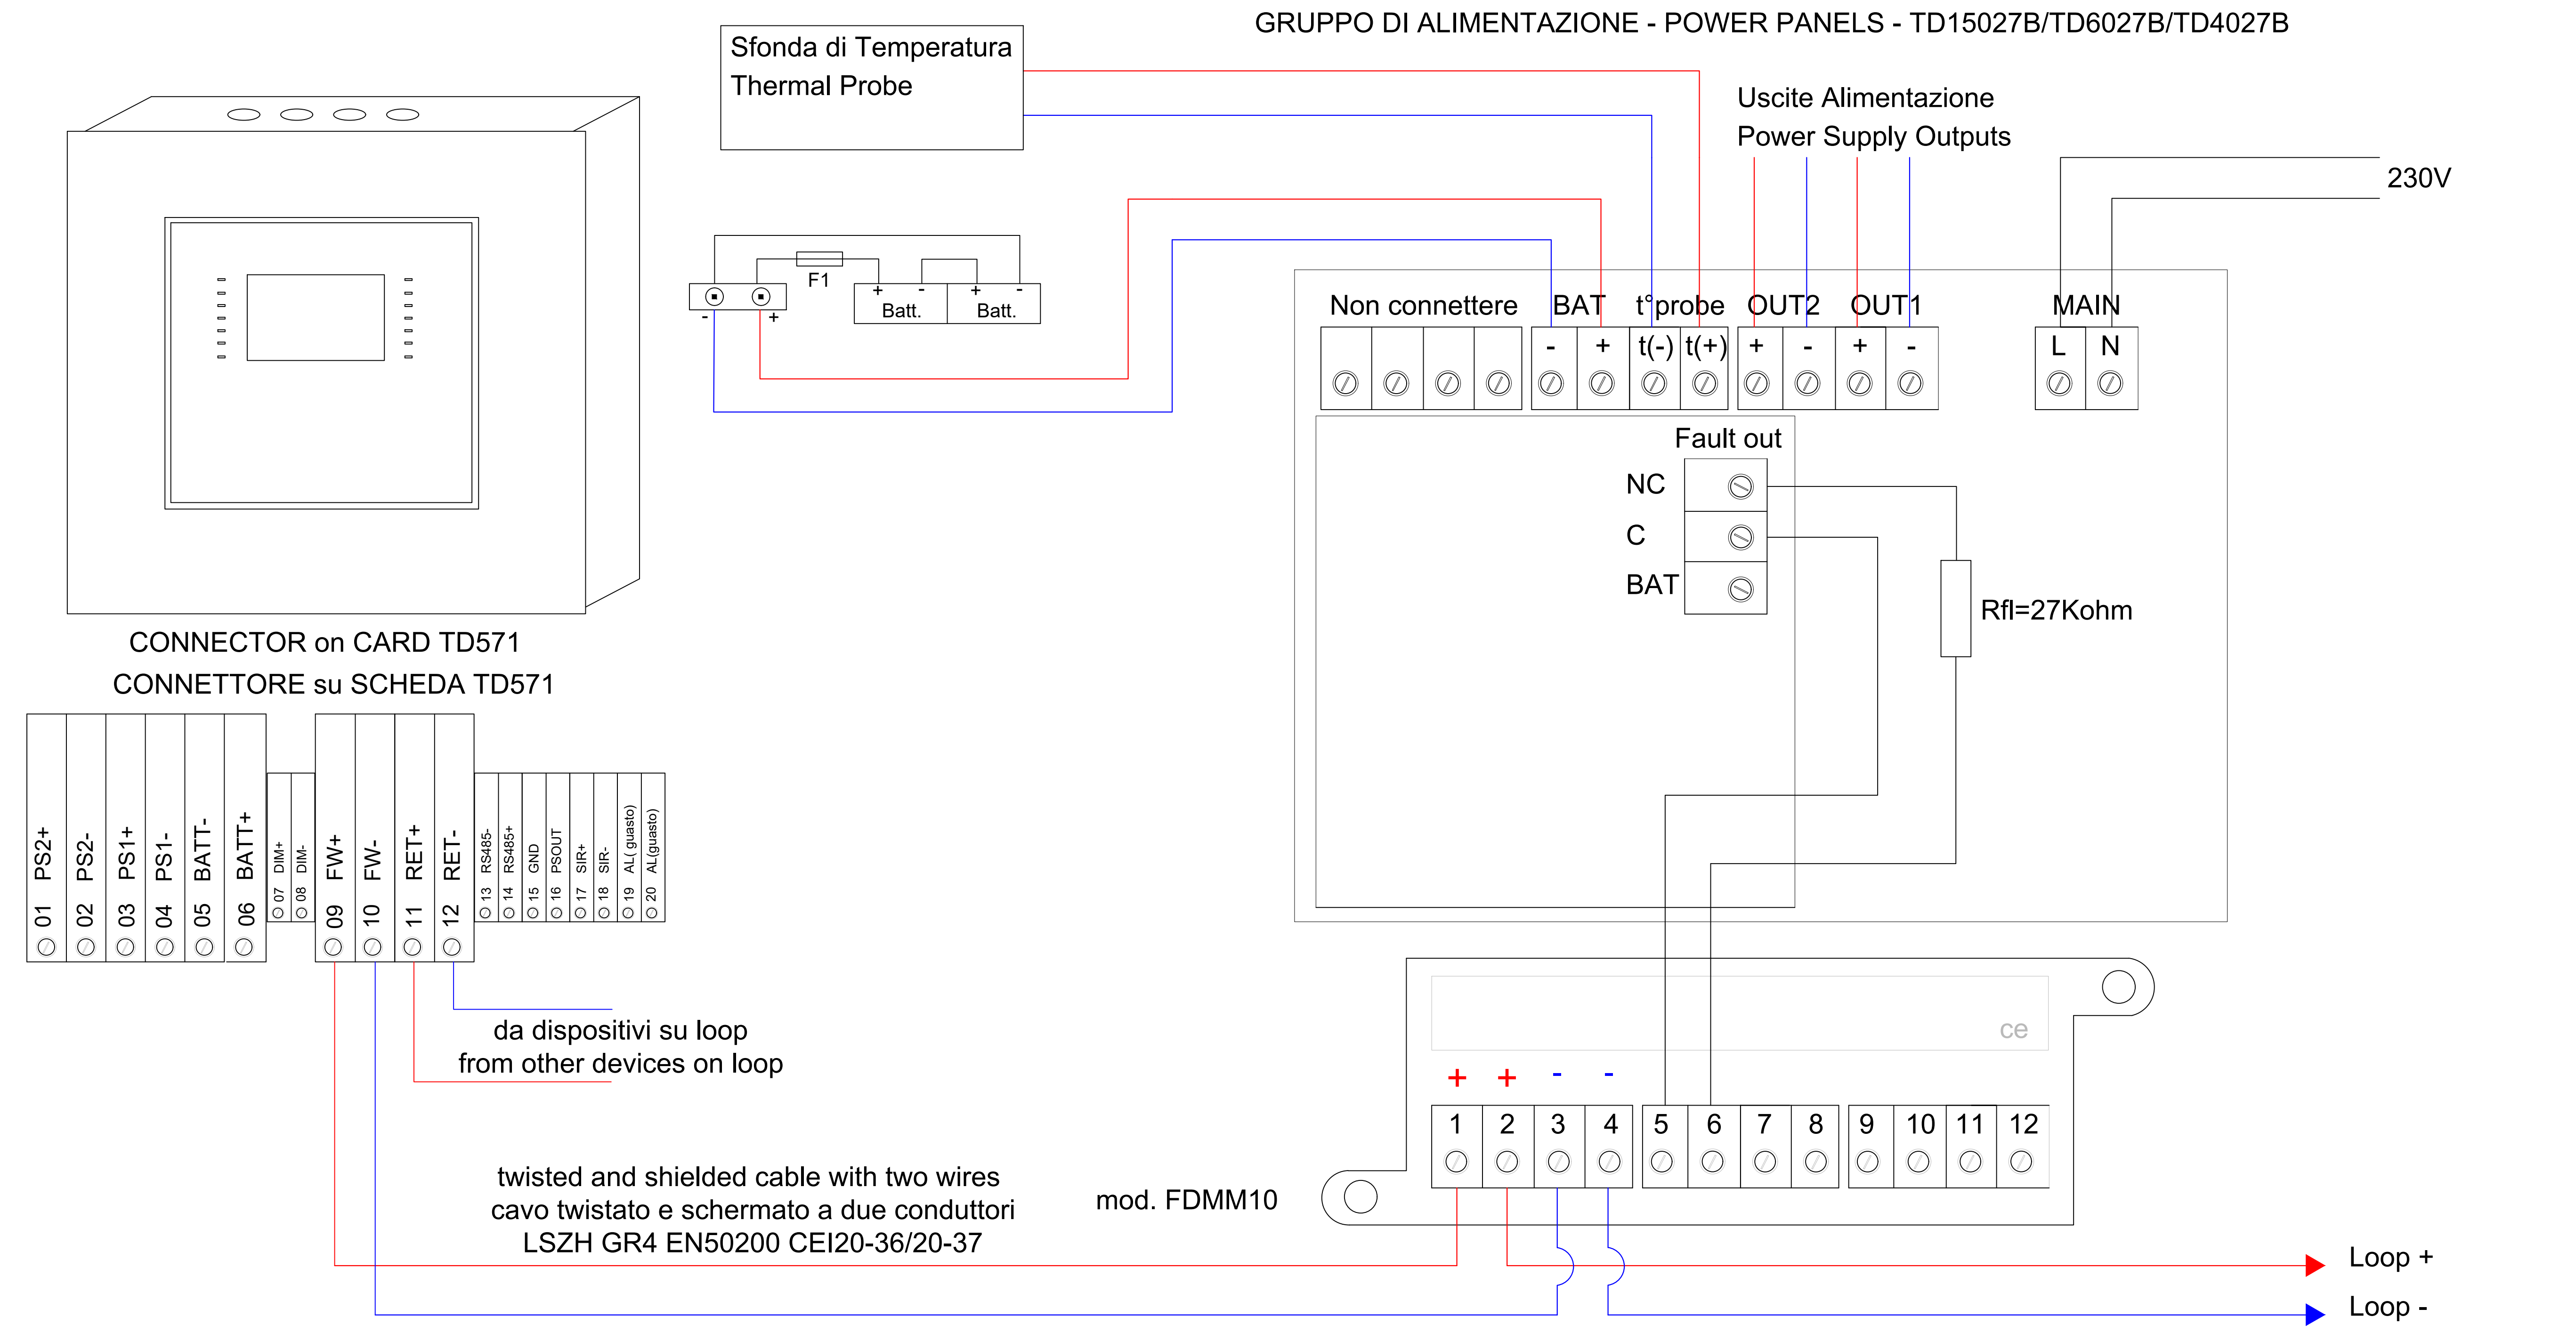 GRUPPO DI ALIMENTAZIONE - POWER PANELS - TD15027B/TD6027B/TD4027B
Sfonda di Temperatura
Thermal Probe
Uscite Alimentazione
Power Supply Outputs
230V
F1
+ - + -
Batt. Batt.
- +
Non connettere BAT t°probe OUT2 OUT1 MAIN
- + t(-) t(+) + - + - L N
Fault out
NC
C
BAT
Rfl=27Kohm
CONNECTOR on CARD TD571
CONNETTORE su SCHEDA TD571
01 PS2+
02 PS2-
03 PS1+
04 PS1-
05 BATT-
06 BATT+
07 DIM+
08 DIM-
09 FW+
10 FW-
11 RET+
12 RET-
13 RS485-
14 RS485+
15 GND
16 PSOUT
17 SIR+
18 SIR-
19 AL( guasto)
20 AL(guasto)
da dispositivi su loop
from other devices on loop
ce
+ + - -
1 2 3 4 5 6 7 8 9 10 11 12
twisted and shielded cable with two wires
cavo twistato e schermato a due conduttori
LSZH GR4 EN50200 CEI20-36/20-37
mod. FDMM10
Loop +
Loop -